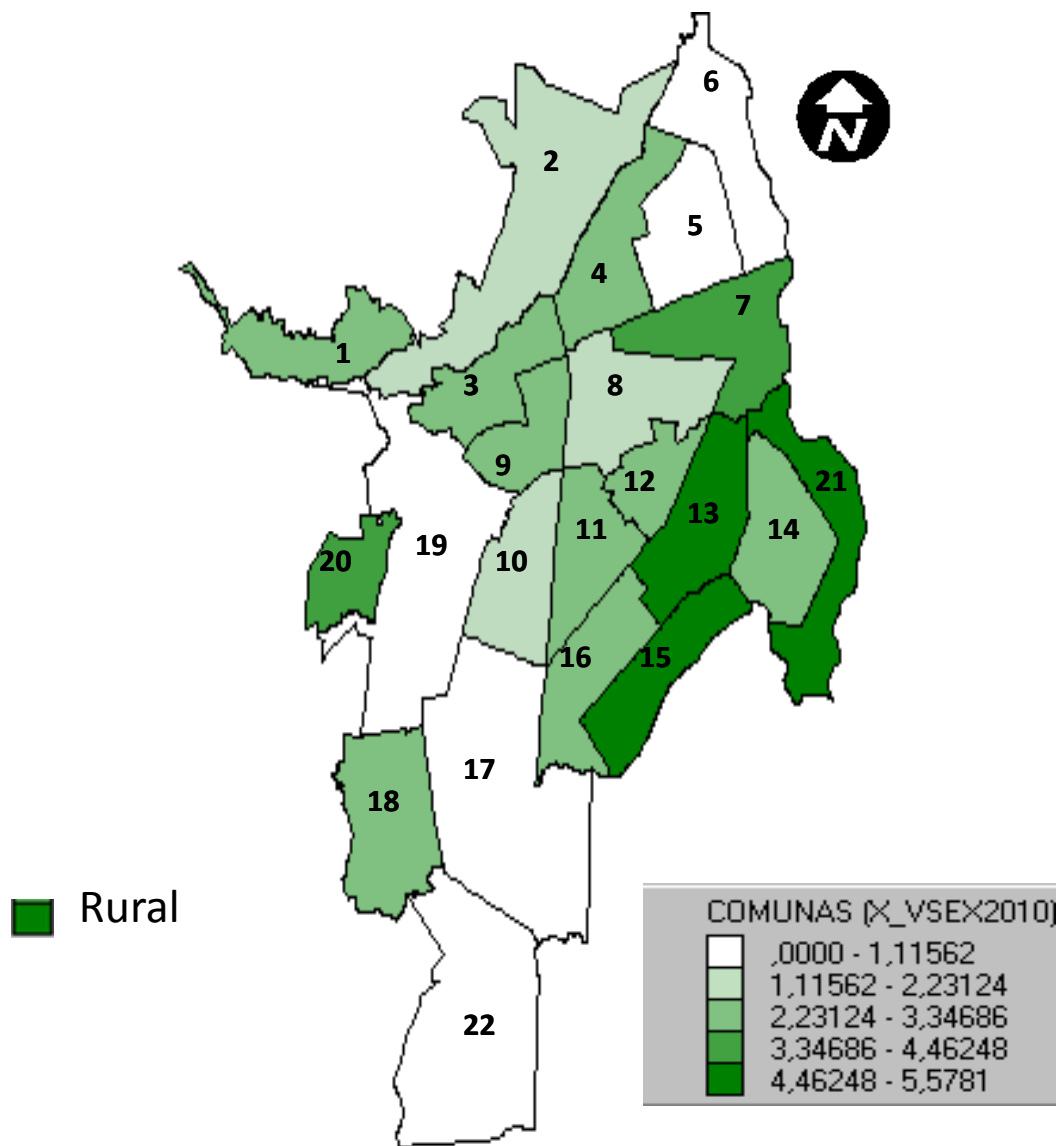 6
N
2
5
4
7
1
3
8
9
12
21
13
11
14
19
20
10
16
15
17
18
Rural
COMUNAS (X_VSEX2010)
,0000 - 1,11562
1,11562 - 2,23124
2,23124 - 3,34686
3,34686 - 4,46248
4,46248 - 5,5781
22